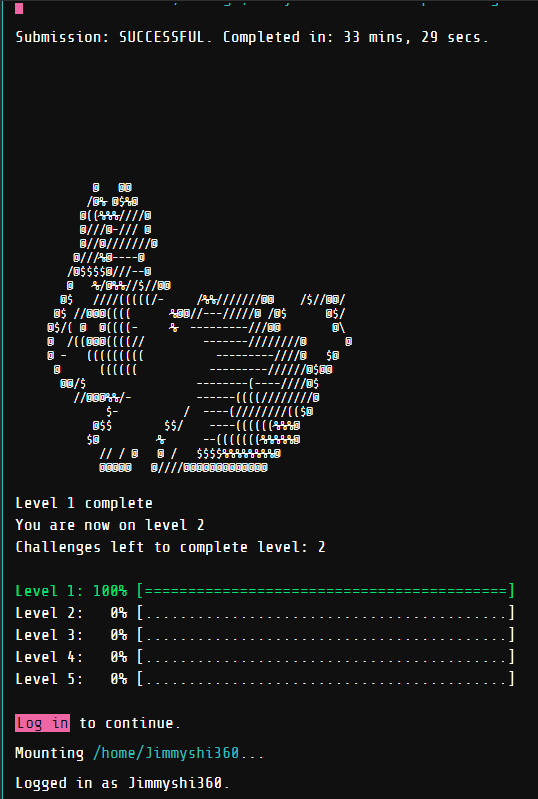 Submission: SUCCESSFUL. Completed in: 33 mins, 29 secs.
Level 1 complete
You are now on level 2
Challenges left to complete level: 2
Level 1: 100% [==========================================]
Level 2:   0% [..........................................]
Level 3:   0% [..........................................]
Level 4:   0% [..........................................]
Level 5:   0% [..........................................]
Log in to continue.
Mounting /home/Jimmyshi360...
Logged in as Jimmyshi360.